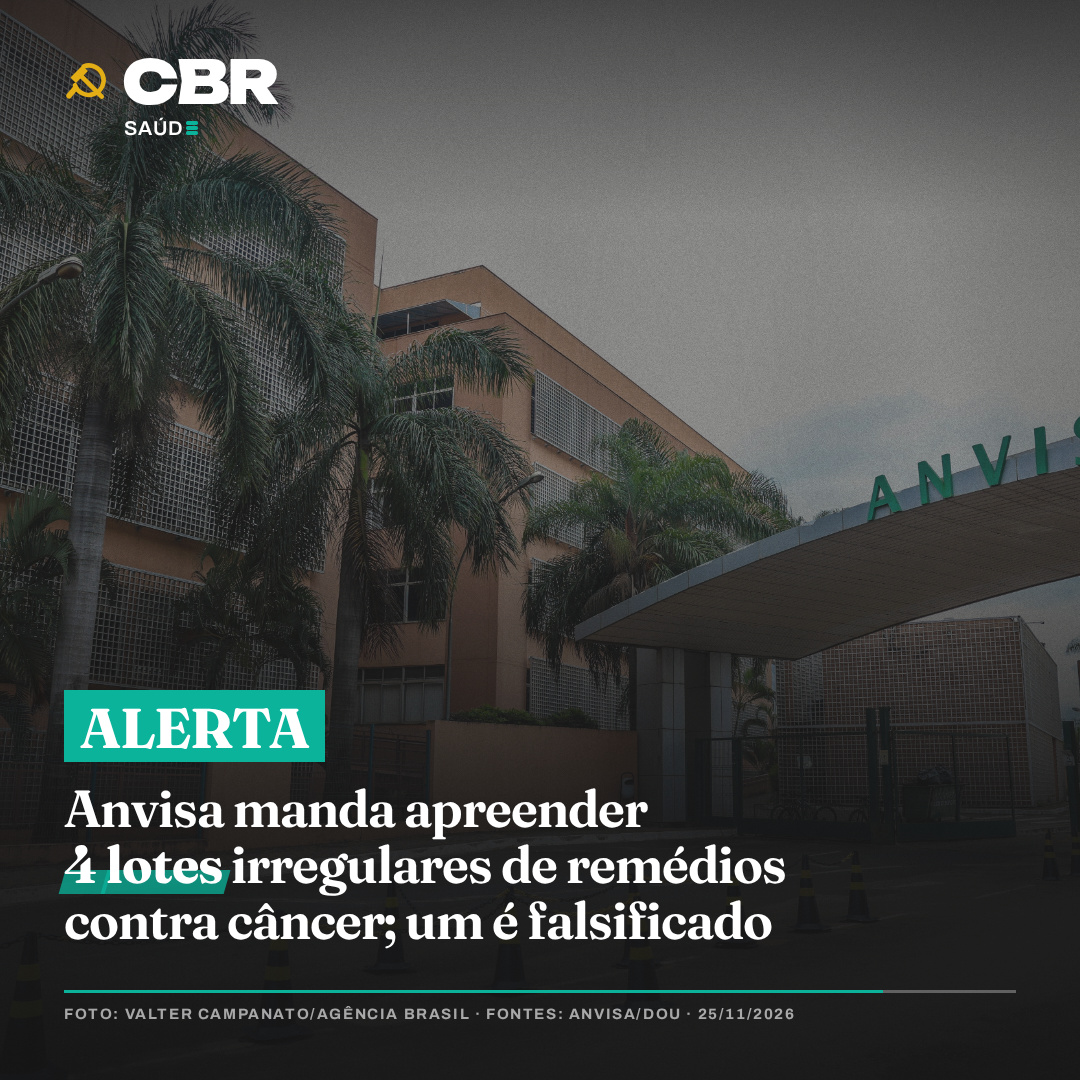 CBR
SAÚDE
ANVIS
ALERTA
Anvisa manda apreender
4 lotes irregulares de remédios
contra câncer; um é falsificado
FOTO: VALTER CAMPANATO/AGÊNCIA BRASIL · FONTES: ANVISA/DOU · 25/11/2026